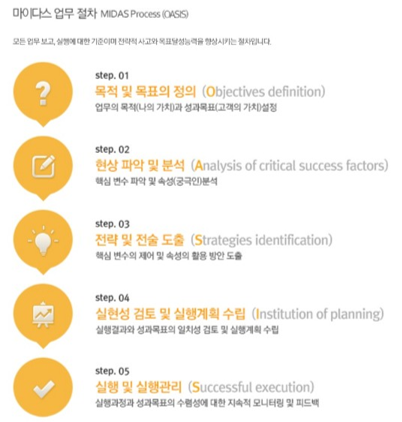 마이다스 업무 절차 MIDAS Process (OASIS)
모든 업무 보고, 실행에 대한 기준이며 전략적 사고와 목표달성능력을 향상시키는 절차입니다.
step. 01
목적 및 목표의 정의 (Objectives definition)
업무의 목적(나의 가치)과 성과목표(고객의 가치)설정
step. 02
현상 파악 및 분석 (Analysis of critical success factors)
핵심 변수 파악 및 속성(궁극인)분석
step. 03
전략 및 전술 도출 (Strategies identification)
핵심 변수의 제어 및 속성의 활용 방안 도출
step. 04
실현성 검토 및 실행계획 수립 (Institution of planning)
실행결과와 성과목표의 일치성 검토 및 실행계획 수립
step. 05
실행 및 실행관리 (Successful execution)
실행과정과 성과목표의 수렴성에 대한 지속적 모니터링 및 피드백